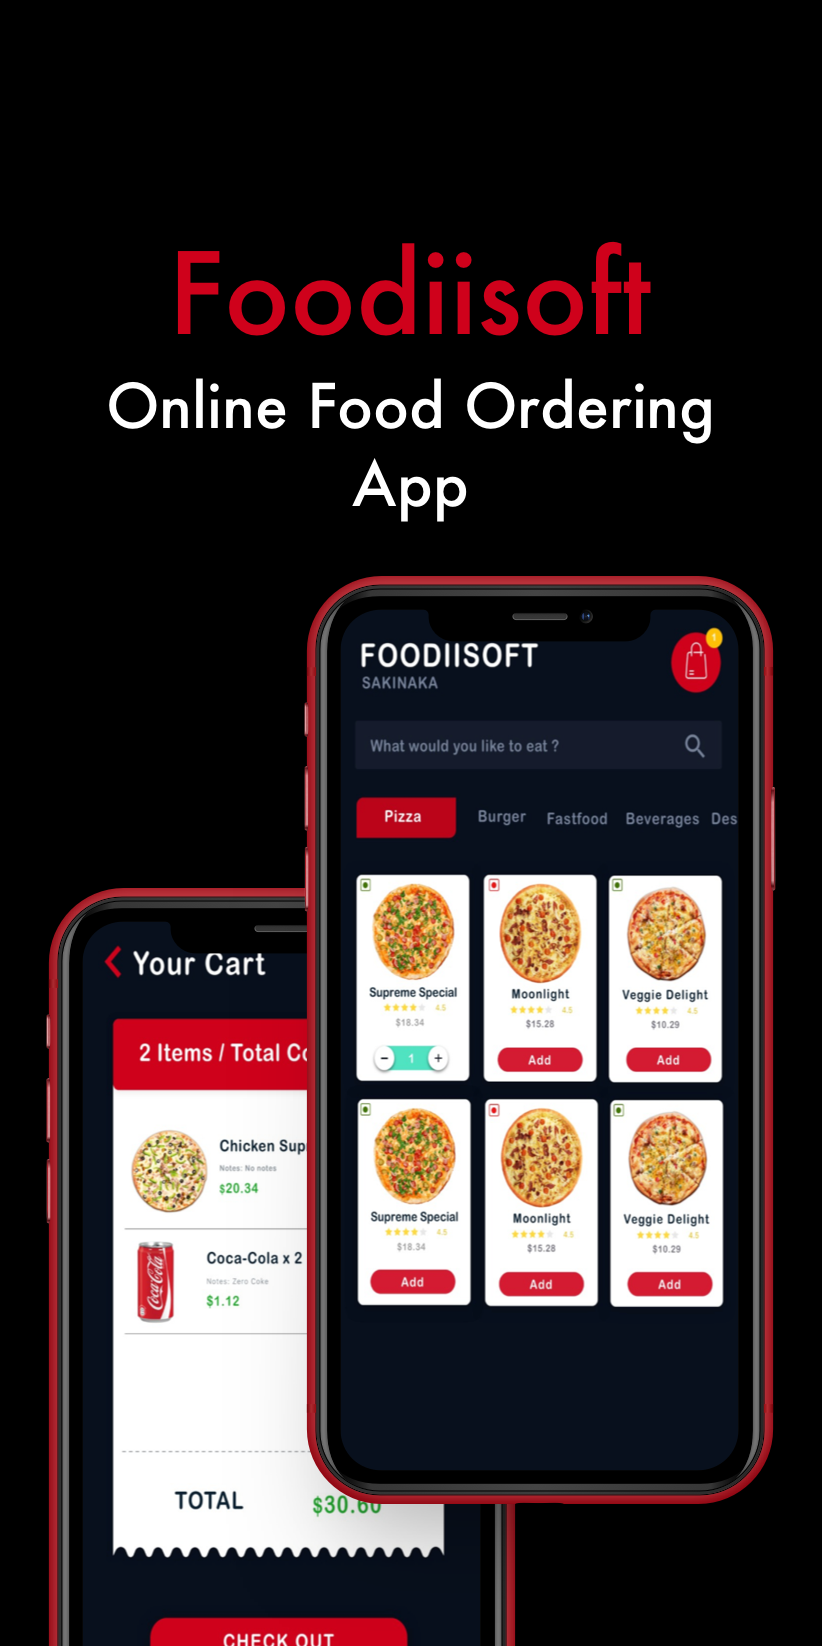 Foodiisoft
Online Food Ordering
App
FOODIISOFT
SAKINAKA
1
What would you like to eat ?
Pizza Burger Fastfood Beverages Des
Supreme Special
4.5
$18.34
− 1 +
Moonlight
4.5
$15.28
Add
Veggie Delight
4.5
$10.29
Add
Supreme Special
4.5
$18.34
Add
Moonlight
4.5
$15.28
Add
Veggie Delight
4.5
$10.29
Add
Your Cart
2 Items / Total Co
Chicken Sup
Notes: No notes
$20.34
Coca-Cola
Coca-Cola x 2
Notes: Zero Coke
$1.12
TOTAL $30.60
CHECK OUT